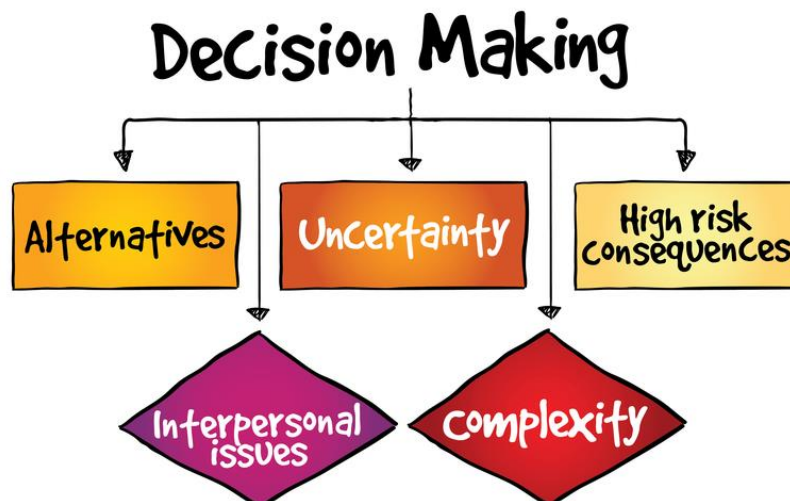 Decision Making
Alternatives
Uncertainty
High risk
consequences
Interpersonal
issues
complexity